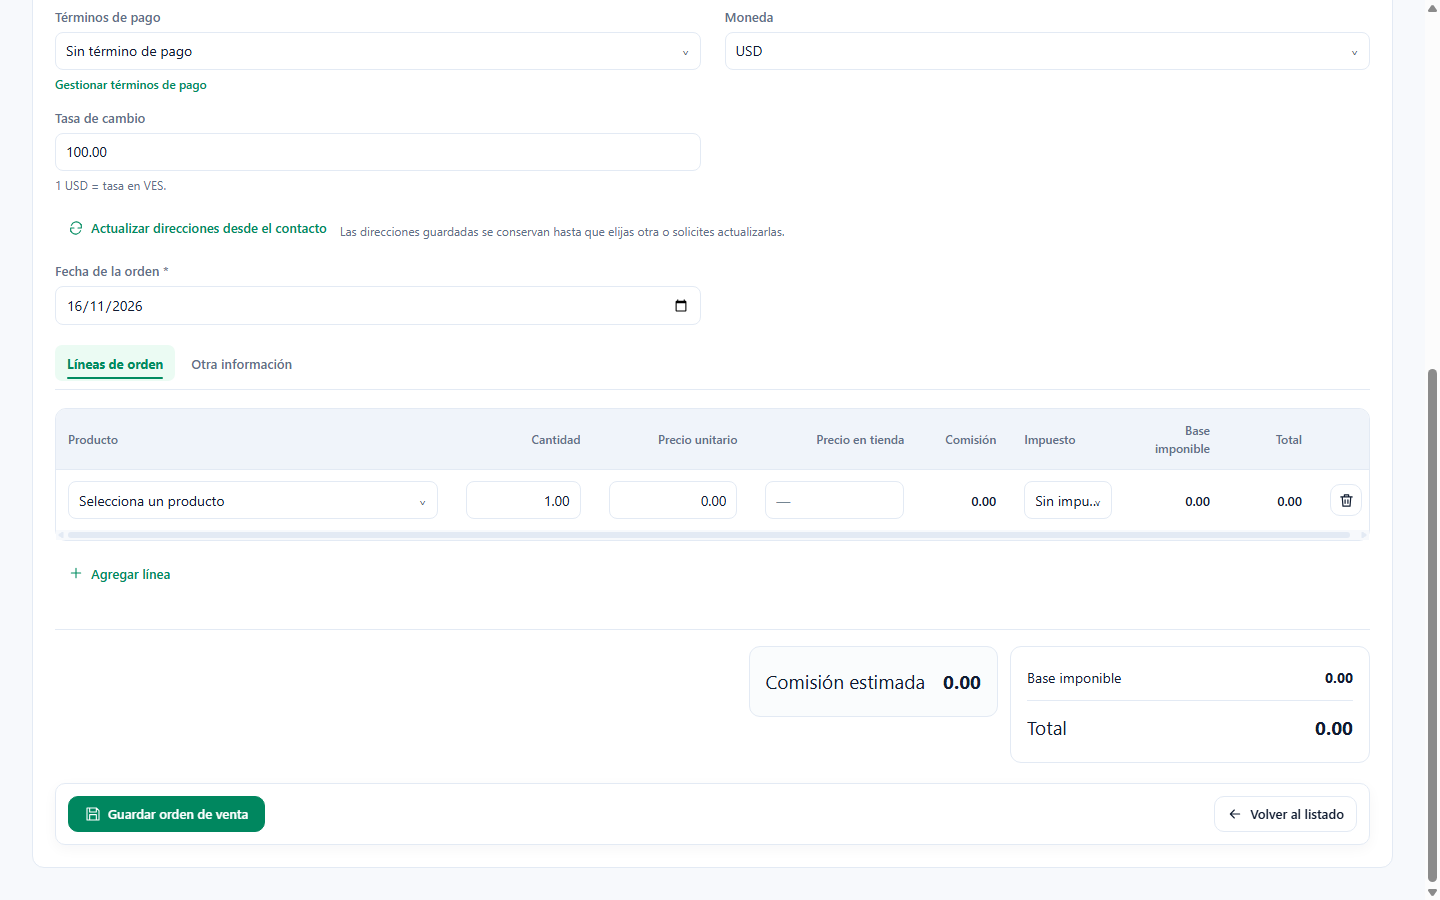 Términos de pago
Moneda
Sin término de pago
USD
Gestionar términos de pago
Tasa de cambio
100.00
1 USD = tasa en VES.
Actualizar direcciones desde el contacto
Las direcciones guardadas se conservan hasta que elijas otra o solicites actualizarlas.
Fecha de la orden *
16/11/2026
Líneas de orden
Otra información
Producto
Cantidad
Precio unitario
Precio en tienda
Comisión
Impuesto
Base
imponible
Total
Selecciona un producto
1.00
0.00
—
0.00
Sin impu...
0.00
0.00
+ Agregar línea
Comisión estimada 0.00
Base imponible 0.00
Total 0.00
Guardar orden de venta
← Volver al listado